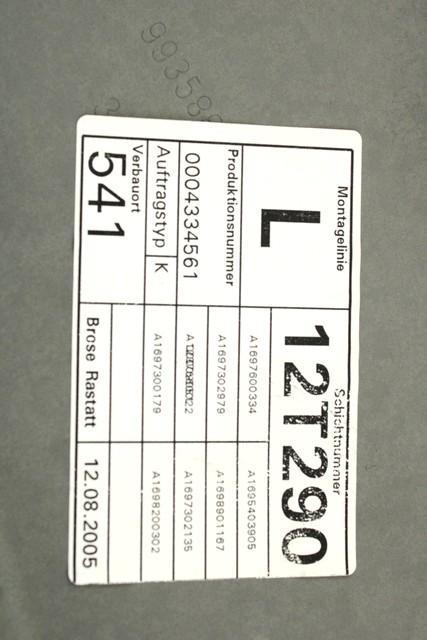 993588
Montagelinie
L
Schichtnummer
12T290
Produktionsnummer
0004334561
Auftragstyp K
Verbauort
541
A1697600334
A1695403905
A1697302979
A1698901167
A1697302135
A1697300179
A1698200302
Brose Rastatt 12.08.2005